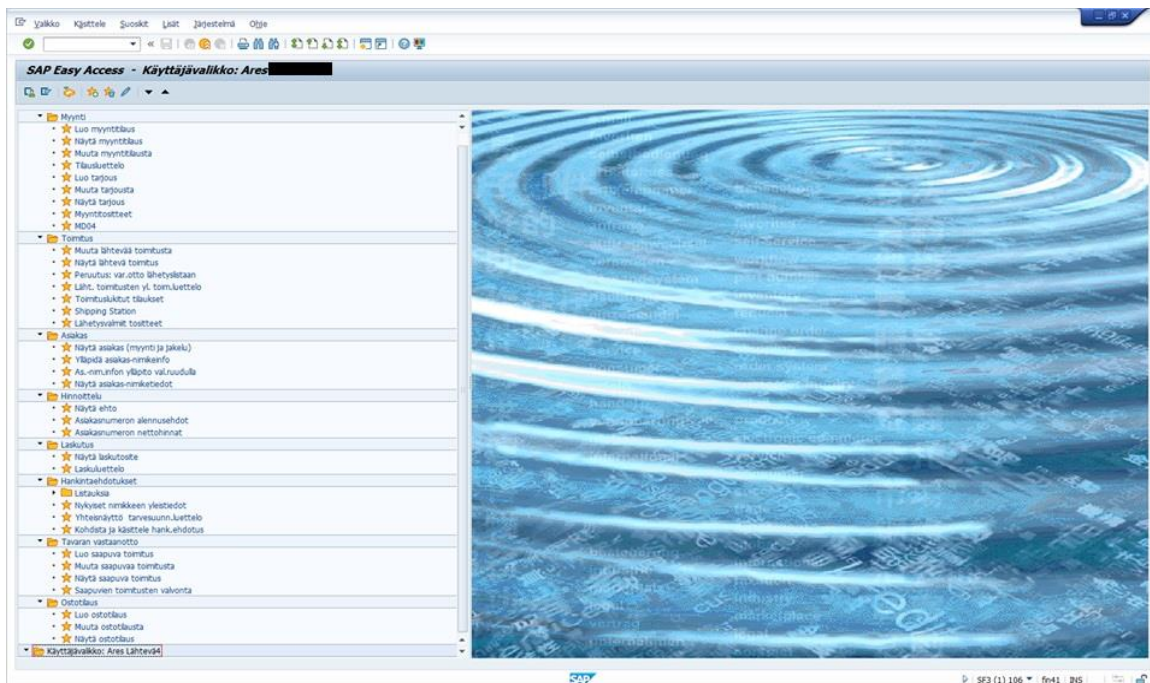 Valikko Käsittele Suosikit Lisät Järjestelmä Ohje
SAP Easy Access - Käyttäjävalikko: Ares
Myynti
Luo myyntitilaus
Näytä myyntitilaus
Muuta myyntitilausta
Tilausluettelo
Luo tarjous
Muuta tarjousta
Näytä tarjous
Myyntitositteet
MD04
Toimitus
Muuta lähtevää toimitusta
Näytä lähtevä toimitus
Peruutus: var.otto lähetyslistaan
Läht. toimitusten yl. toim.luettelo
Toimituslukitut tilaukset
Shipping Station
Lähetysvalmit tositteet
Asiakas
Näytä asiakas (myynti ja jakelu)
Ylläpidä asiakas-nimikeinfo
As.-nim.infon ylläpito val.ruudulla
Näytä asiakas-nimiketiedot
Hinnoittelu
Näytä ehto
Asiakasnumeron alennusehdot
Asiakasnumeron nettohinnat
Laskutus
Näytä laskutosite
Laskuluettelo
Hankintaehdotukset
Listauksia
Nykyiset nimikkeen yleistiedot
Yhteisnäyttö tarvesuunn.luettelo
Kohdista ja käsittele hank.ehdotus
Tavaran vastaanotto
Luo saapuva toimitus
Muuta saapuvaa toimitusta
Näytä saapuva toimitus
Saapuvien toimitusten valvonta
Ostotilaus
Luo ostotilaus
Muuta ostotilausta
Näytä ostotilaus
Käyttäjävalikko: Ares Lähtevä4
SAP
SF3 (1) 106 fin41 INS